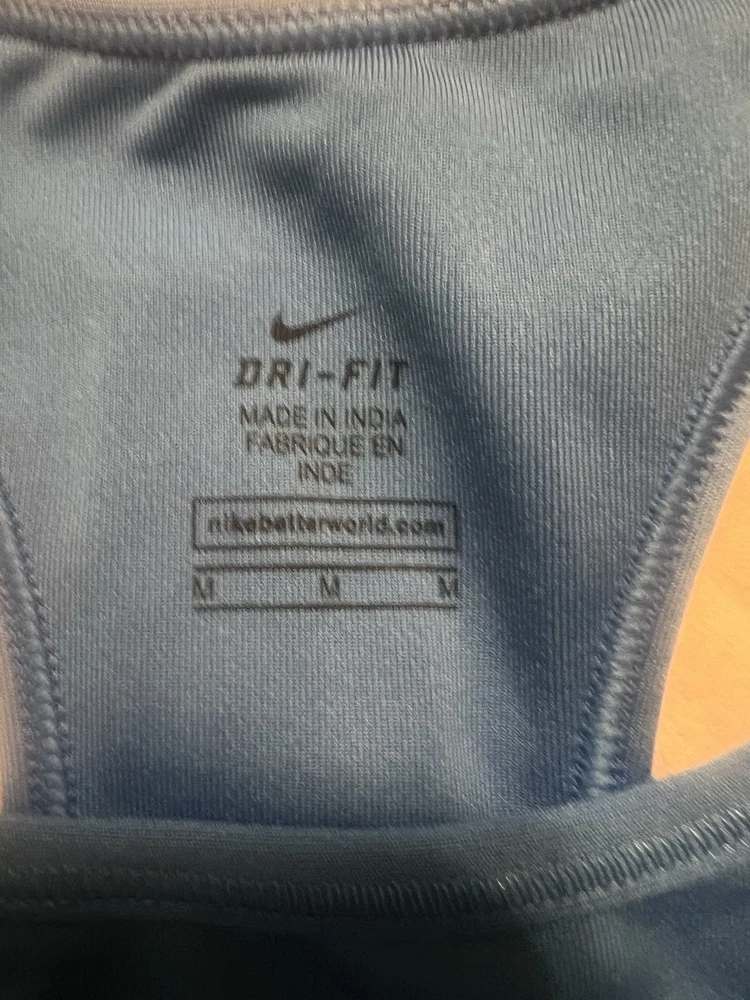 DRI-FIT
MADE IN INDIA
FABRIQUE EN
INDE
nikebetterworld.com
M M M